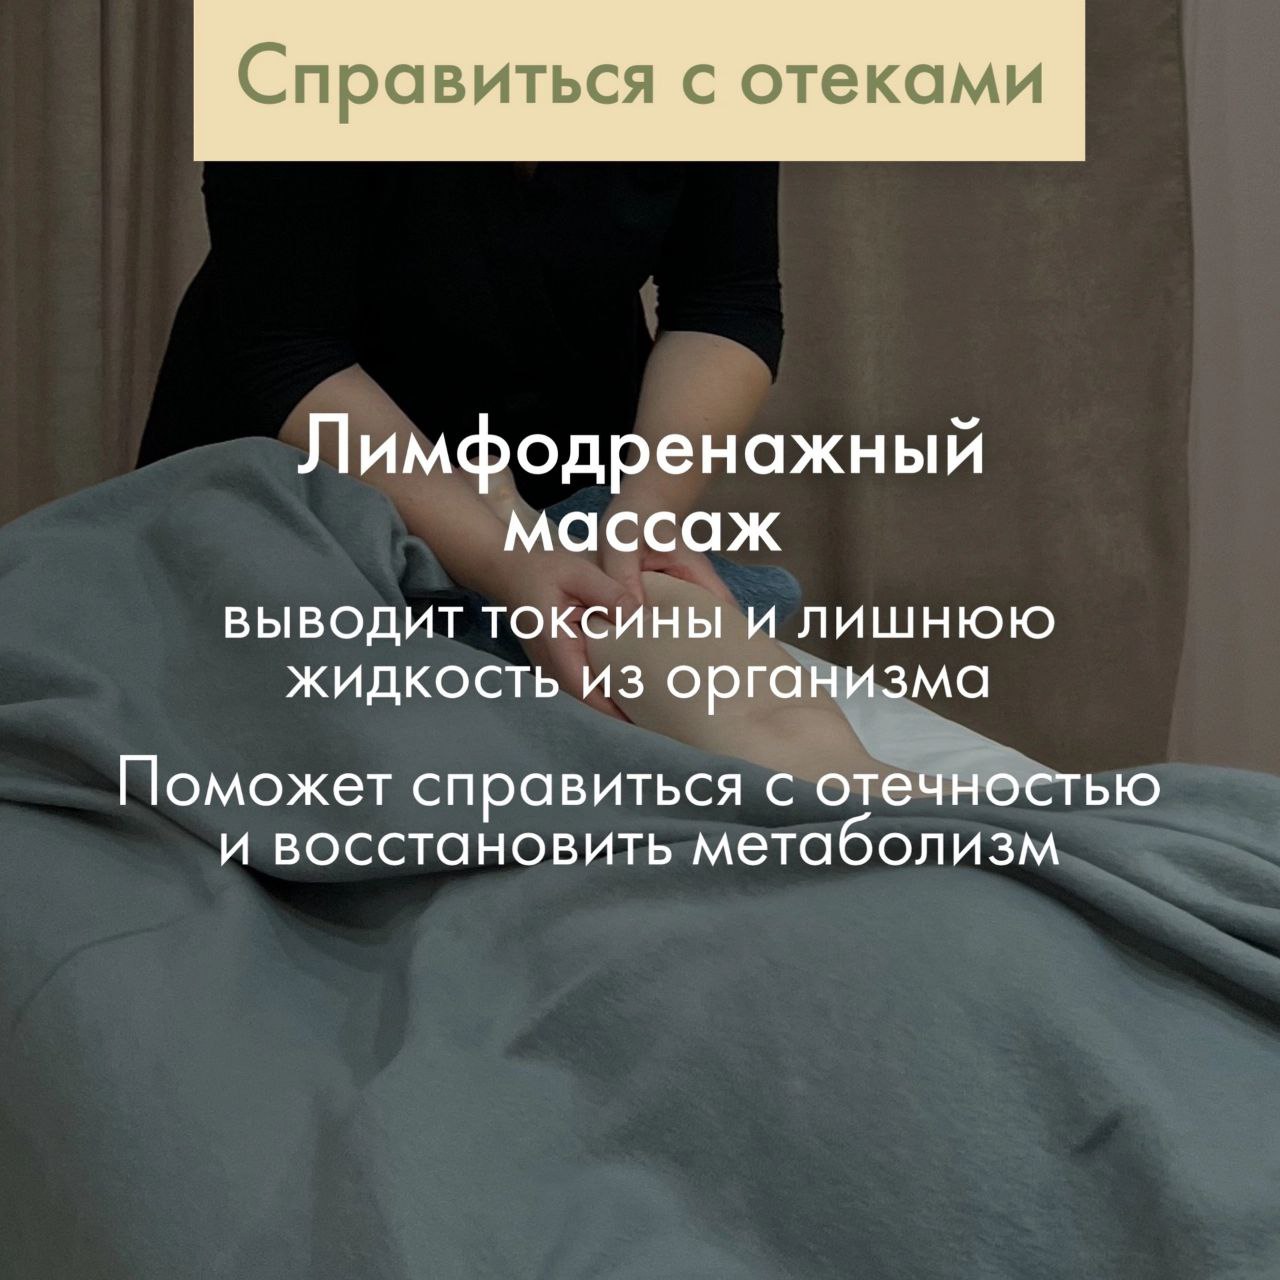 Справиться с отеками
Лимфодренажный
массаж
выводит токсины и лишнюю
жидкость из организма
Поможет справиться с отечностью
и восстановить метаболизм